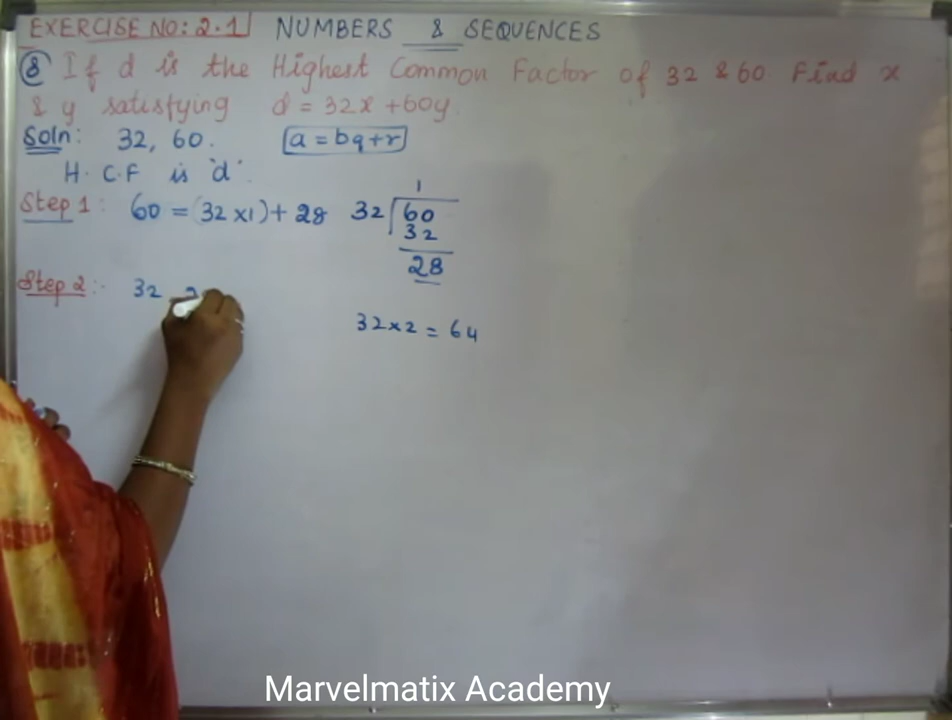 EXERCISE NO: 2.1 NUMBERS & SEQUENCES
8 If d is the Highest Common Factor of 32 & 60. Find x
& y satisfying d = 32x + 60y.
Soln: 32, 60. a = bq + r
H. C.F is 'd'.
Step 1: 60 = (32 x1) + 28
1
32 60
32
28
Step 2:- 32
32×2 = 64
Marvelmatix Academy